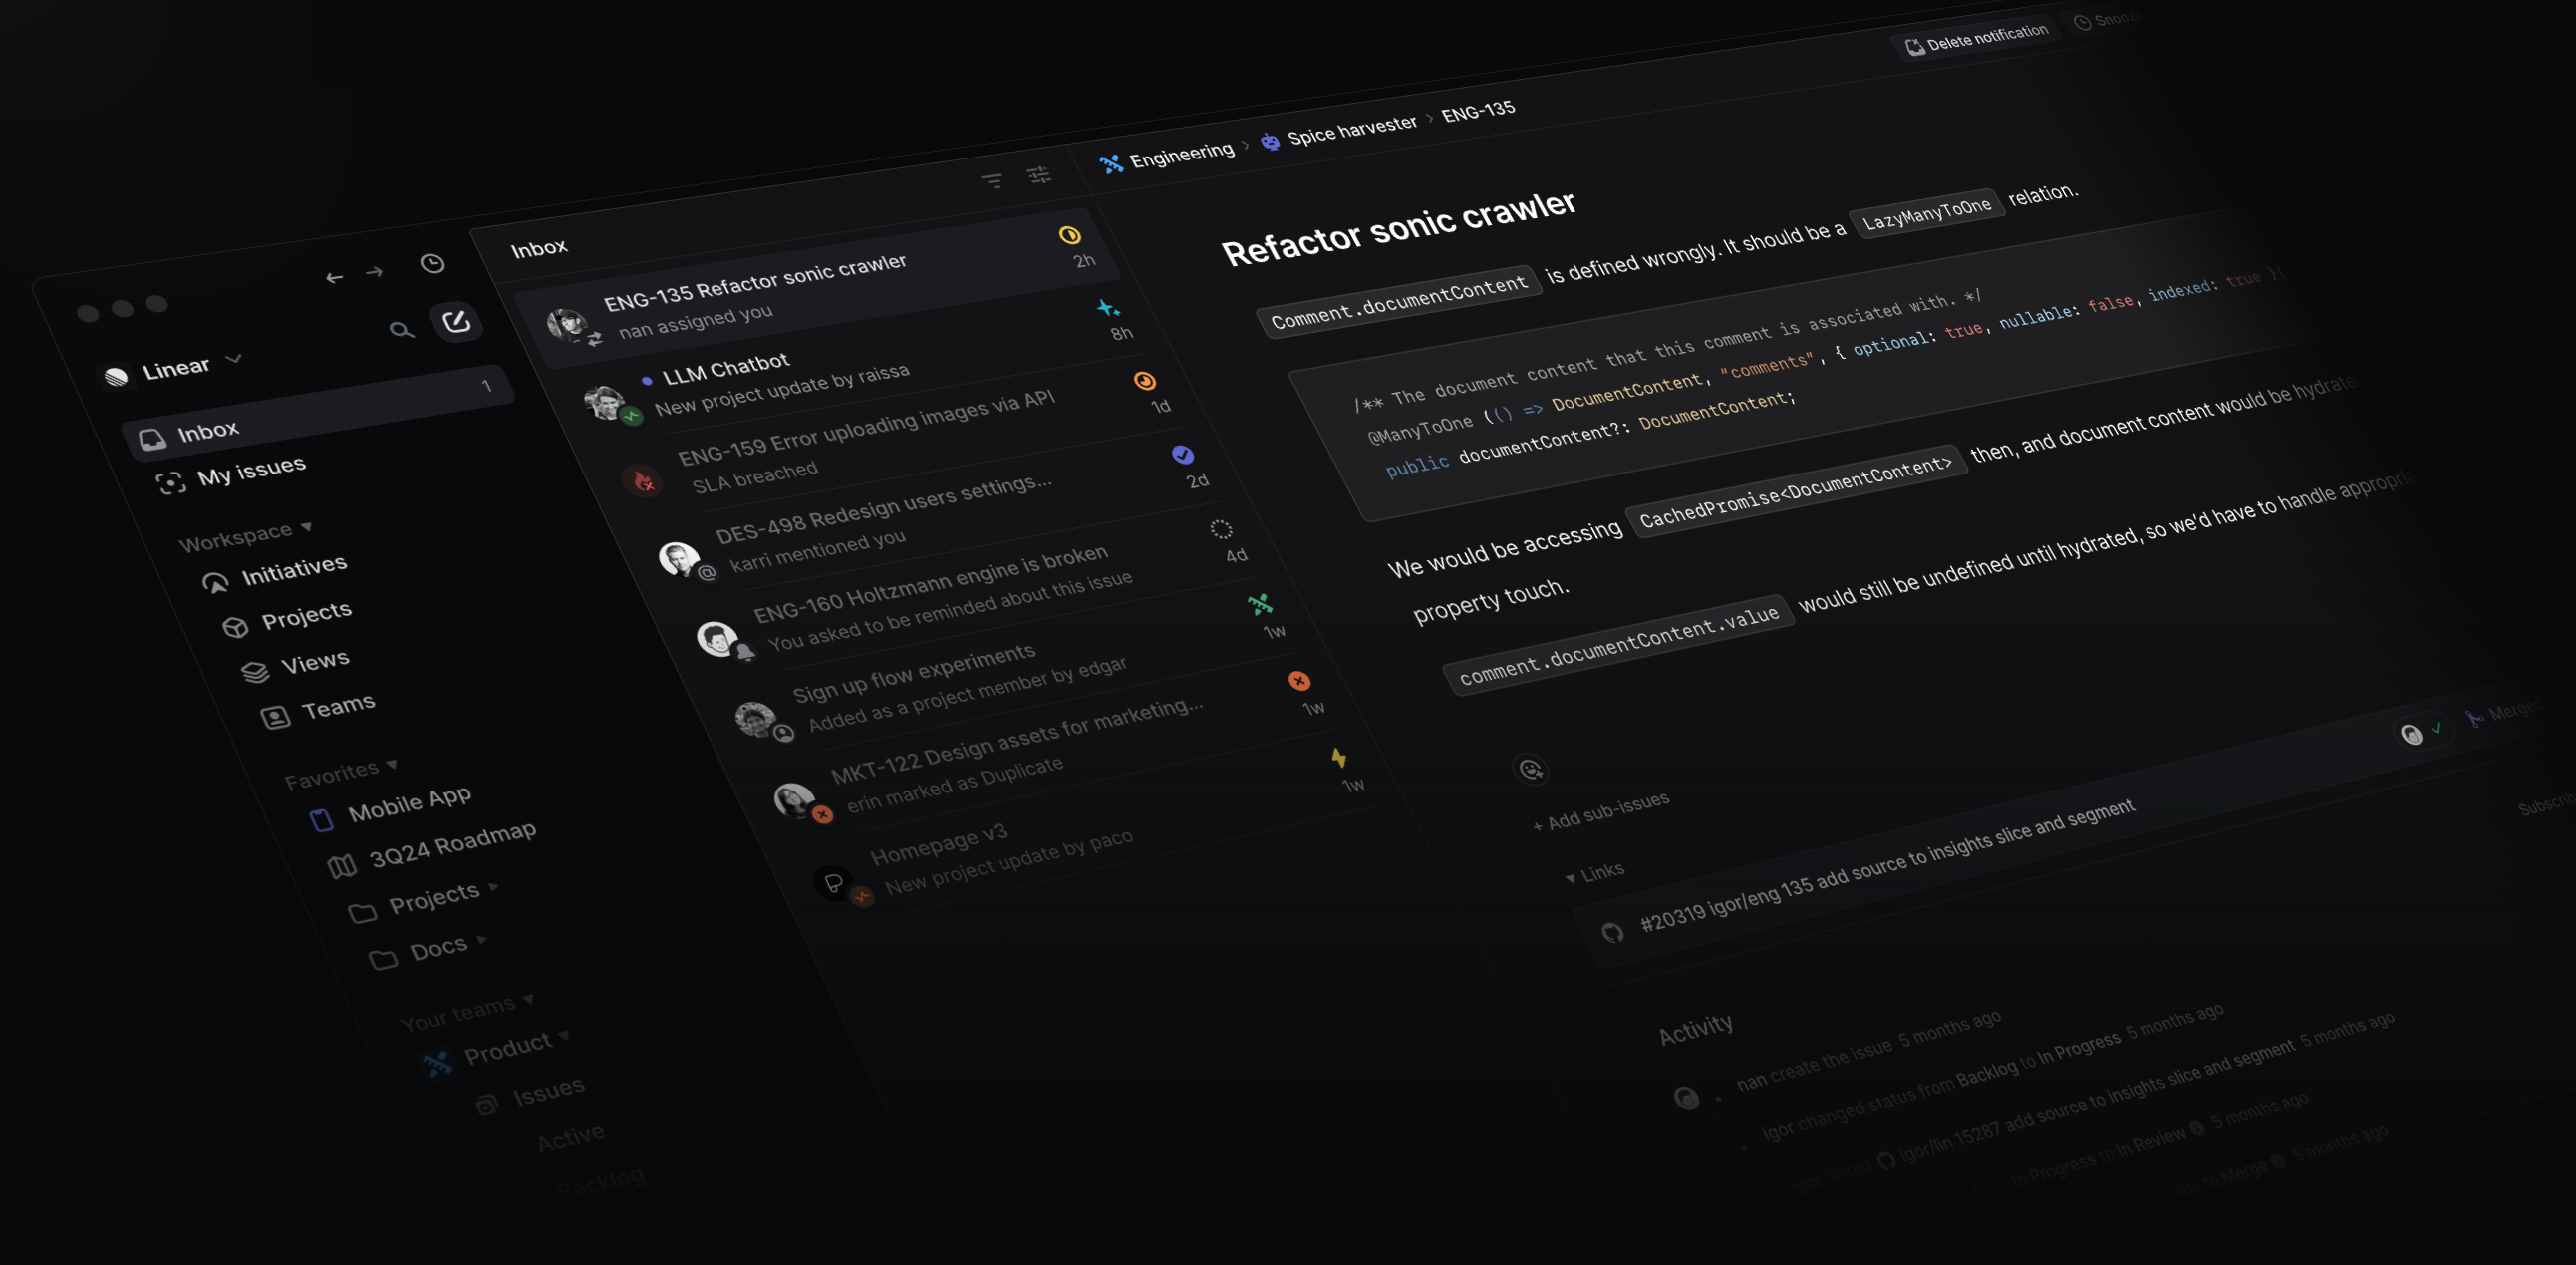 Linear
Inbox 1
My issues
Workspace
Initiatives
Projects
Views
Teams
Favorites
Mobile App
3Q24 Roadmap
Projects
Docs
Your teams
Product
Issues
Active
Backlog
Inbox
ENG-135 Refactor sonic crawler
nan assigned you 2h
LLM Chatbot
New project update by raissa 8h
ENG-159 Error uploading images via API
SLA breached 1d
DES-498 Redesign users settings...
karri mentioned you 2d
ENG-160 Holtzmann engine is broken
You asked to be reminded about this issue 4d
Sign up flow experiments
Added as a project member by edgar 1w
MKT-122 Design assets for marketing...
erin marked as Duplicate 1w
Homepage v3
New project update by paco 1w
Engineering › Spice harvester › ENG-135
Delete notification
Refactor sonic crawler
Comment.documentContent is defined wrongly. It should be a LazyManyToOne relation.
/** The document content that this comment is associated with. */
@ManyToOne (() => DocumentContent, "comments", { optional: true, nullable: false, indexed: true })
public documentContent?: DocumentContent;
We would be accessing CachedPromise<DocumentContent> then, and document content would be hydrate
property touch.
comment.documentContent.value would still be undefined until hydrated, so we'd have to handle appropria
+ Add sub-issues
Links
#20319 igor/eng 135 add source to insights slice and segment
Merged
Activity
nan create the issue 5 months ago
igor changed status from Backlog to In Progress 5 months ago
igor linked igor/lin 15287 add source to insights slice and segment 5 months ago
from In Progress to In Review 5 months ago
Ready to Merge 5 months ago